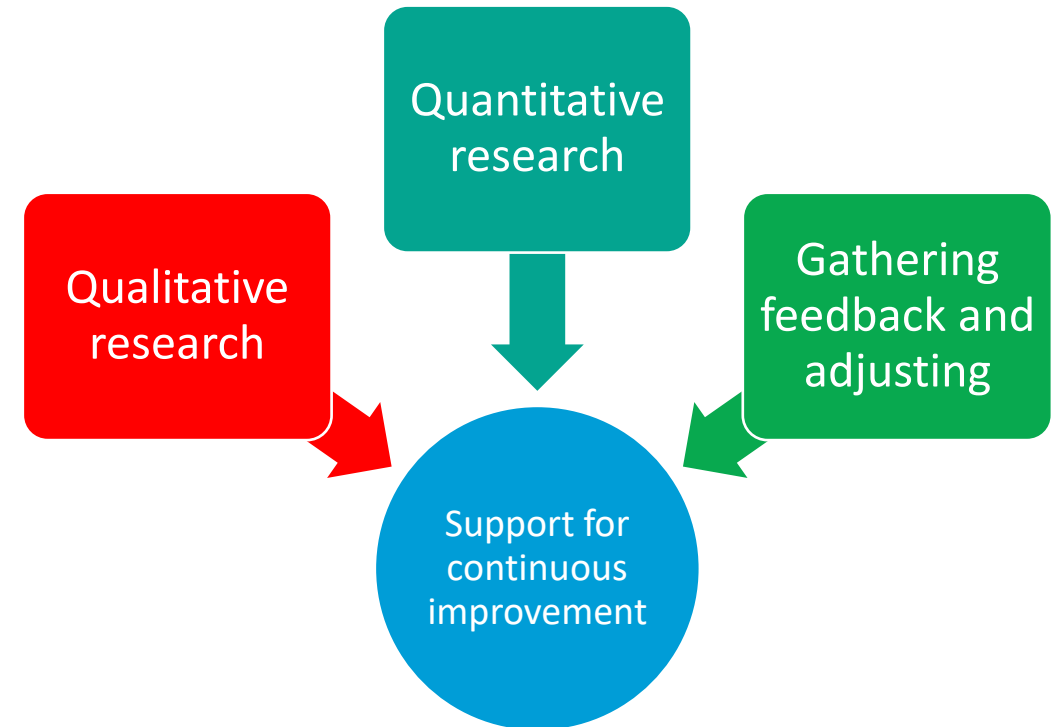 Quantitative
research
Qualitative
research
Gathering
feedback and
adjusting
Support for
continuous
improvement